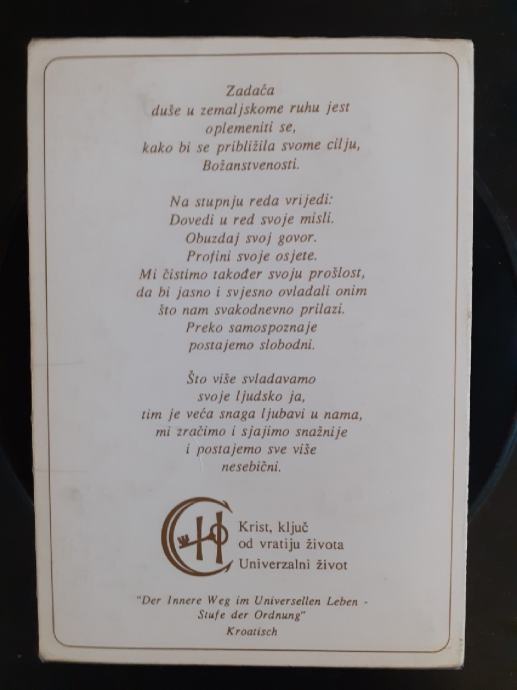 Zadaća
duše u zemaljskome ruhu jest
oplemeniti se,
kako bi se približila svome cilju,
Božanstvenosti.
Na stupnju reda vrijedi:
Dovedi u red svoje misli.
Obuzdaj svoj govor.
Profini svoje osjete.
Mi čistimo također svoju prošlost,
da bi jasno i svjesno ovladali onim
što nam svakodnevno prilazi.
Preko samospoznaje
postajemo slobodni.
Što više svladavamo
svoje ljudsko ja,
tim je veća snaga ljubavi u nama,
mi zračimo i sjajimo snažnije
i postajemo sve više
nesebični.
Krist, ključ
od vratiju života
Univerzalni život
"Der Innere Weg im Universellen Leben -
Stufe der Ordnung"
Kroatisch